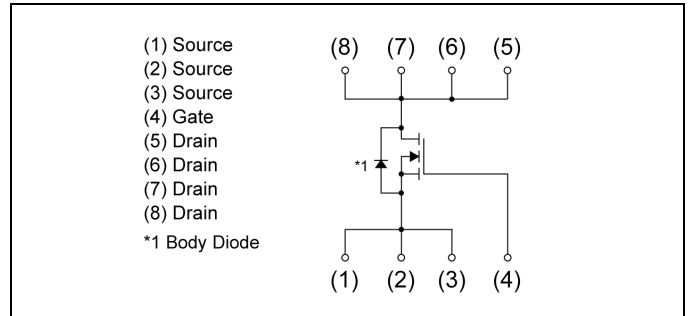 (1) Source
(2) Source
(3) Source
(4) Gate
(5) Drain
(6) Drain
(7) Drain
(8) Drain
*1 Body Diode
(8) (7) (6) (5)
*1
(1) (2) (3) (4)